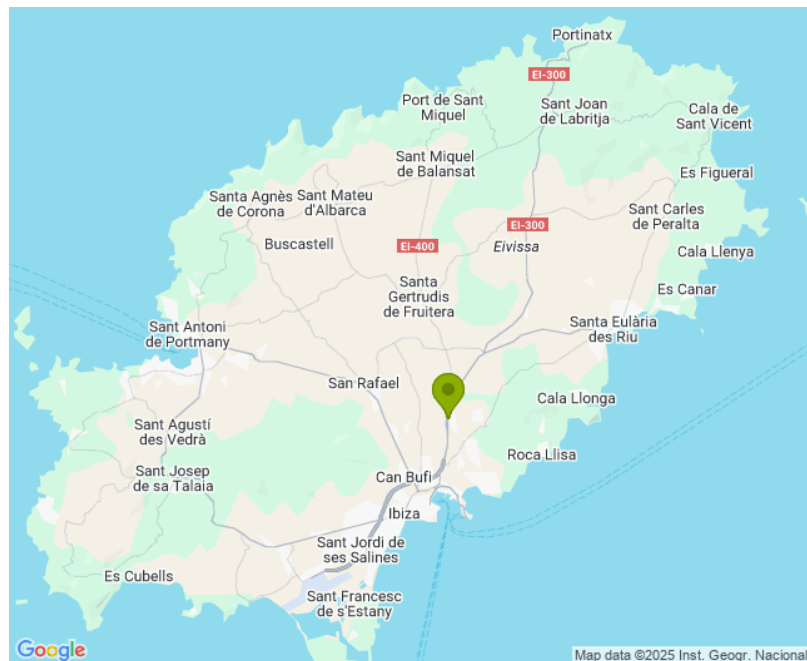 Portinatx
EI-300
Port de Sant
Miquel
Sant Joan
de Labritja
Cala de
Sant Vicent
Sant Miquel
de Balansat
Es Figueral
Santa Agnès
de Corona
Sant Mateu
d'Albarca
Sant Carles
de Peralta
EI-300
Buscastell
EI-400
Eivissa
Cala Llenya
Santa
Gertrudis
de Fruitera
Es Canar
Sant Antoni
de Portmany
Santa Eulària
des Riu
San Rafael
Cala Llonga
Sant Agustí
des Vedrà
Roca Llisa
Sant Josep
de sa Talaia
Can Bufi
Ibiza
Sant Jordi de
ses Salines
Es Cubells
Sant Francesc
de s'Estany
Google
Map data ©2025 Inst. Geogr. Nacional